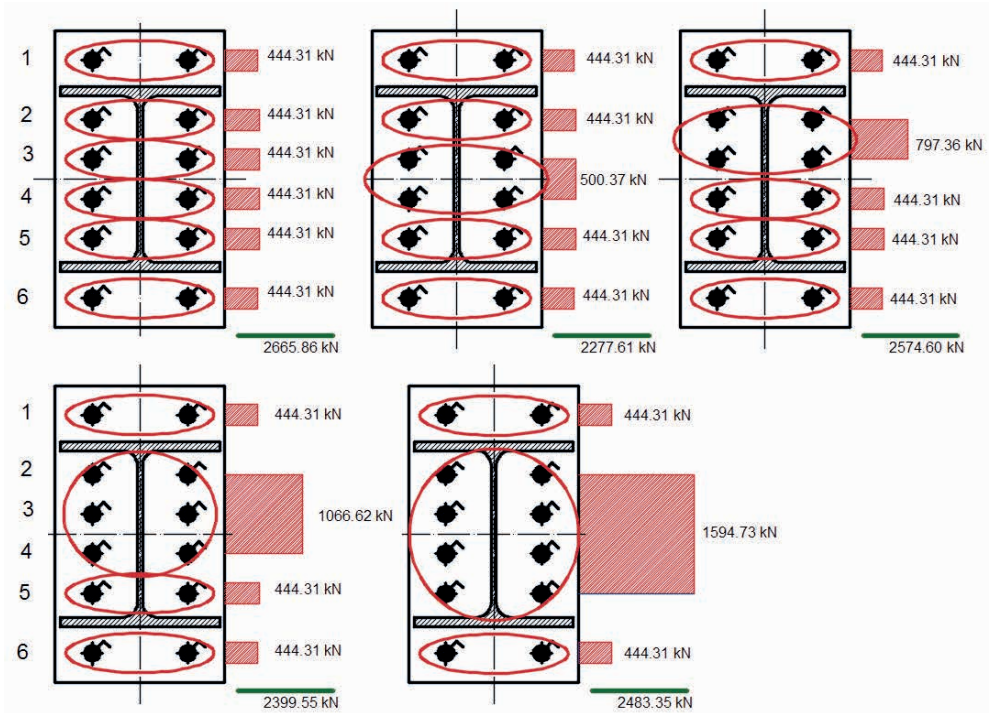 1
444.31 kN
444.31 kN
444.31 kN
2
444.31 kN
444.31 kN
797.36 kN
3
444.31 kN
500.37 kN
4
444.31 kN
444.31 kN
5
444.31 kN
444.31 kN
444.31 kN
6
444.31 kN
444.31 kN
444.31 kN
2665.86 kN
2277.61 kN
2574.60 kN
1
444.31 kN
444.31 kN
2
3
1066.62 kN
1594.73 kN
4
5
444.31 kN
6
444.31 kN
444.31 kN
2399.55 kN
2483.35 kN